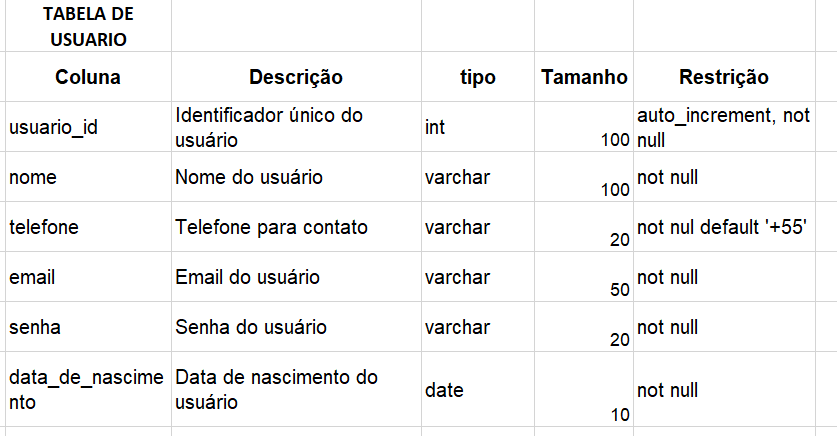 TABELA DE
USUARIO
Coluna Descrição tipo Tamanho Restrição
usuario_id Identificador único do
usuário int 100 auto_increment, not
null
nome Nome do usuário varchar 100 not null
telefone Telefone para contato varchar 20 not nul default '+55'
email Email do usuário varchar 50 not null
senha Senha do usuário varchar 20 not null
data_de_nascime
nto Data de nascimento do
usuário date 10 not null